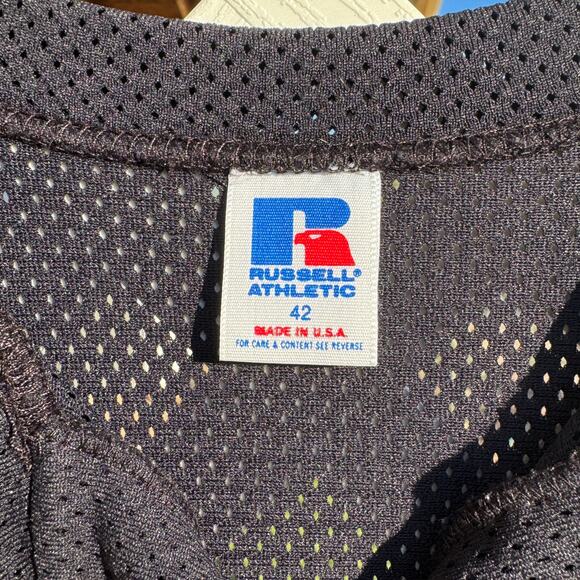 R
RUSSELL®
ATHLETIC
42
MADE IN U.S.A.
FOR CARE & CONTENT SEE REVERSE